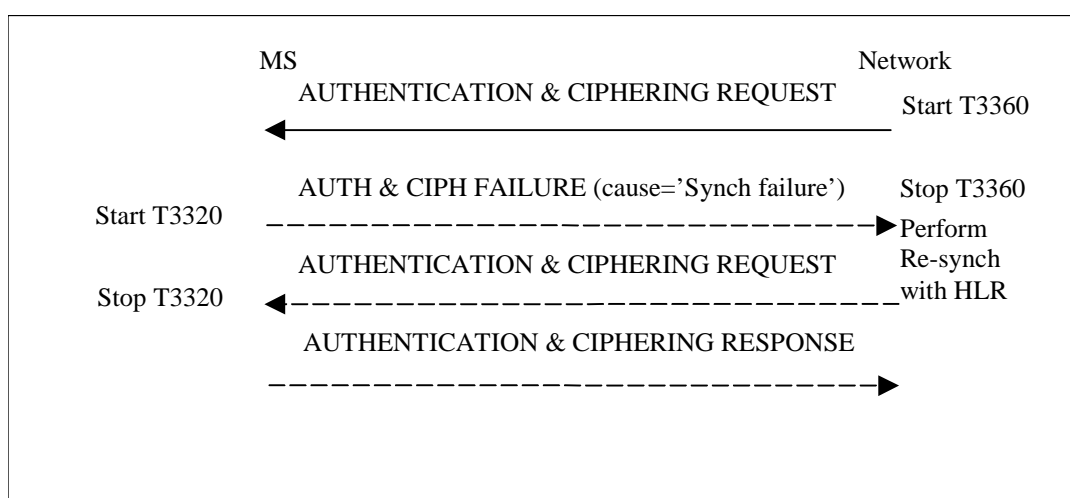 MS Network
AUTHENTICATION & CIPHERING REQUEST
Start T3360
AUTH & CIPH FAILURE (cause='Synch failure')
Stop T3360
Start T3320
Perform
Re-synch
with HLR
AUTHENTICATION & CIPHERING REQUEST
Stop T3320
AUTHENTICATION & CIPHERING RESPONSE